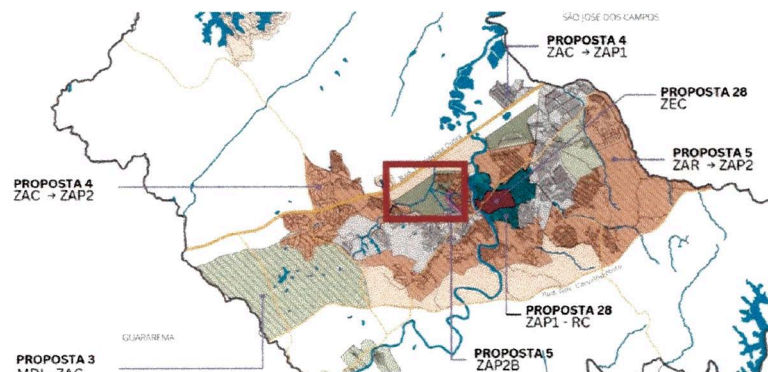 SÃO JOSÉ DOS CAMPOS
PROPOSTA 4
ZAC → ZAP1
PROPOSTA 28
ZEC
PROPOSTA 5
ZAR → ZAP2
PROPOSTA 4
ZAC → ZAP2
PROPOSTA 28
ZAP1 - RC
GUARAREMA
PROPOSTA 3
PROPOSTA 5
ZAP2B